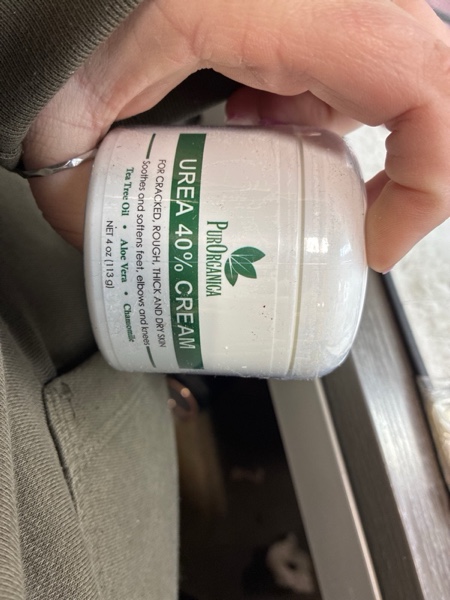 PURORGANICA
UREA 40% CREAM
FOR CRACKED, ROUGH, THICK AND DRY SKIN
Soothes and softens feet, elbows and knees
Tea Tree Oil • Aloe Vera • Chamomile
NET 4 oz (113 g)